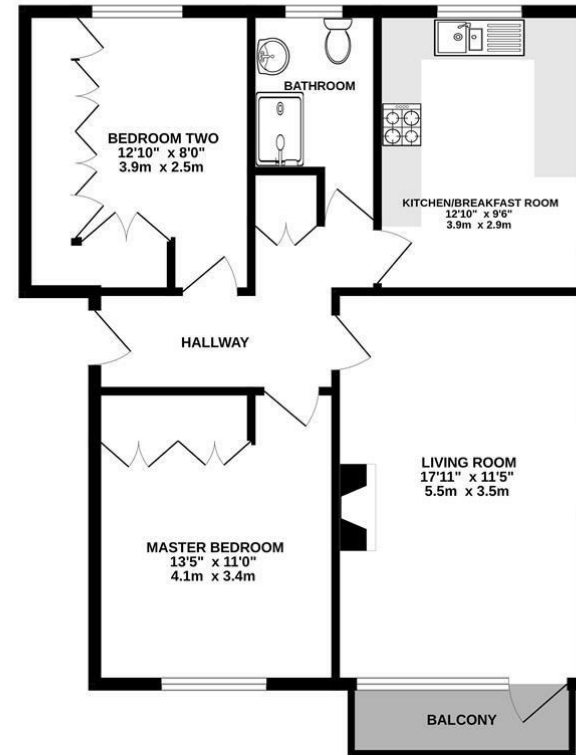 BATHROOM
BEDROOM TWO
12'10" x 8'0"
3.9m x 2.5m
KITCHEN/BREAKFAST ROOM
12'10" x 9'6"
3.9m x 2.9m
HALLWAY
LIVING ROOM
17'11" x 11'5"
5.5m x 3.5m
MASTER BEDROOM
13'5" x 11'0"
4.1m x 3.4m
BALCONY